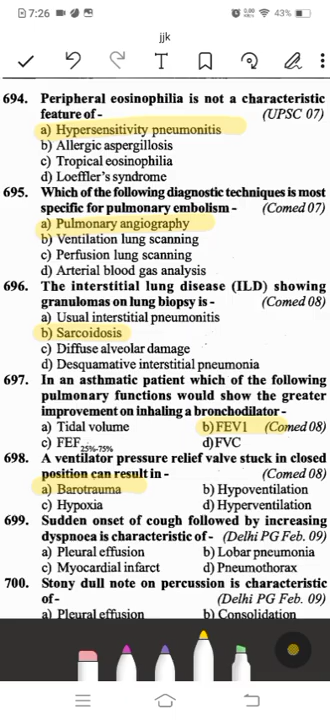 7:26
0.00 KB/s
43%
jjk
T
694. Peripheral eosinophilia is not a characteristic
feature of - (UPSC 07)
a) Hypersensitivity pneumonitis
b) Allergic aspergillosis
c) Tropical eosinophilia
d) Loeffler's syndrome
695. Which of the following diagnostic techniques is most
specific for pulmonary embolism - (Comed 07)
a) Pulmonary angiography
b) Ventilation lung scanning
c) Perfusion lung scanning
d) Arterial blood gas analysis
696. The interstitial lung disease (ILD) showing
granulomas on lung biopsy is - (Comed 08)
a) Usual interstitial pneumonitis
b) Sarcoidosis
c) Diffuse alveolar damage
d) Desquamative interstitial pneumonia
697. In an asthmatic patient which of the following
pulmonary functions would show the greater
improvement on inhaling a bronchodilator -
a) Tidal volume b) FEV1 (Comed 08)
c) FEF25%-75% d) FVC
698. A ventilator pressure relief valve stuck in closed
position can result in - (Comed 08)
a) Barotrauma b) Hypoventilation
c) Hypoxia d) Hyperventilation
699. Sudden onset of cough followed by increasing
dyspnoea is characteristic of - (Delhi PG Feb. 09)
a) Pleural effusion b) Lobar pneumonia
c) Myocardial infarct d) Pneumothorax
700. Stony dull note on percussion is characteristic
of- (Delhi PG Feb. 09)
a) Pleural effusion b) Consolidation